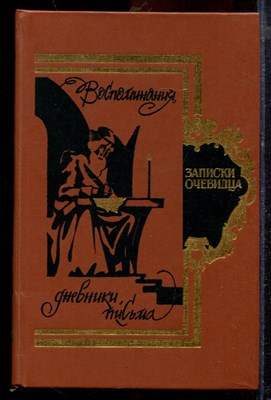 Воспоминания,
ЗАПИСКИ
ОЧЕВИДЦА
дневники,
письма